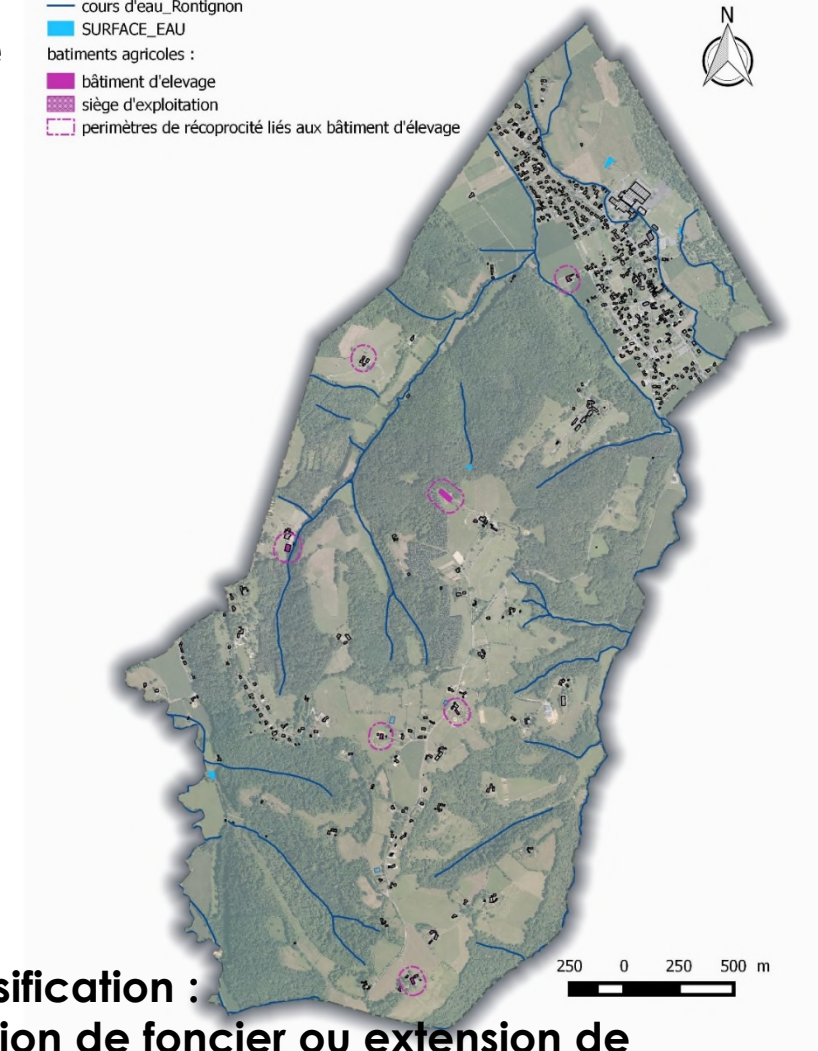 cours d'eau_Rontignon
SURFACE_EAU
batiments agricoles :
bâtiment d'elevage
siège d'exploitation
perimètres de récoprocité liés aux bâtiment d'élevage
N
250 0 250 500 m
sification :
ion de foncier ou extension de